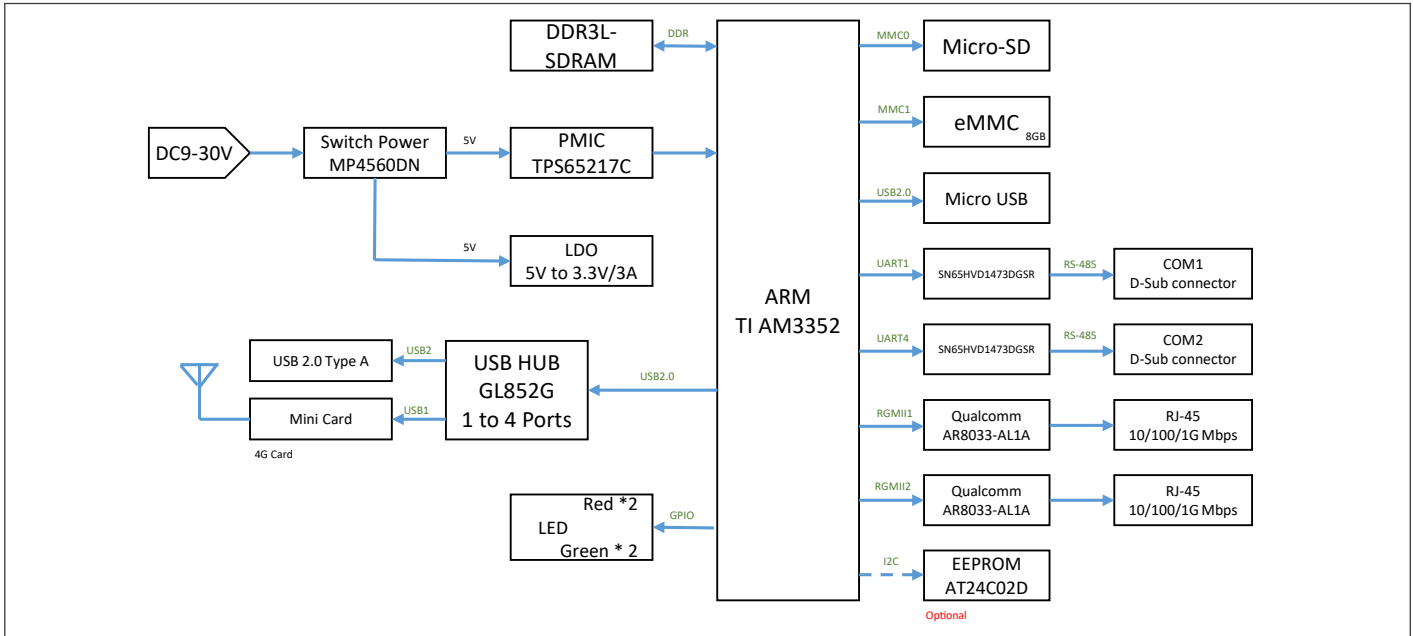 DDR3L-
SDRAM
DDR
MMC0
Micro-SD
MMC1
eMMC
8GB
DC9-30V
Switch Power
MP4560DN
5V
PMIC
TPS65217C
USB2.0
Micro USB
5V
LDO
5V to 3.3V/3A
ARM
TI AM3352
UART1
SN65HVD1473DGSR
RS-485
COM1
D-Sub connector
UART4
SN65HVD1473DGSR
RS-485
COM2
D-Sub connector
USB 2.0 Type A
USB2
USB HUB
GL852G
1 to 4 Ports
USB2.0
Mini Card
USB1
4G Card
RGMII1
Qualcomm
AR8033-AL1A
RJ-45
10/100/1G Mbps
RGMII2
Qualcomm
AR8033-AL1A
RJ-45
10/100/1G Mbps
Red *2
LED
Green * 2
GPIO
I2C
EEPROM
AT24C02D
Optional